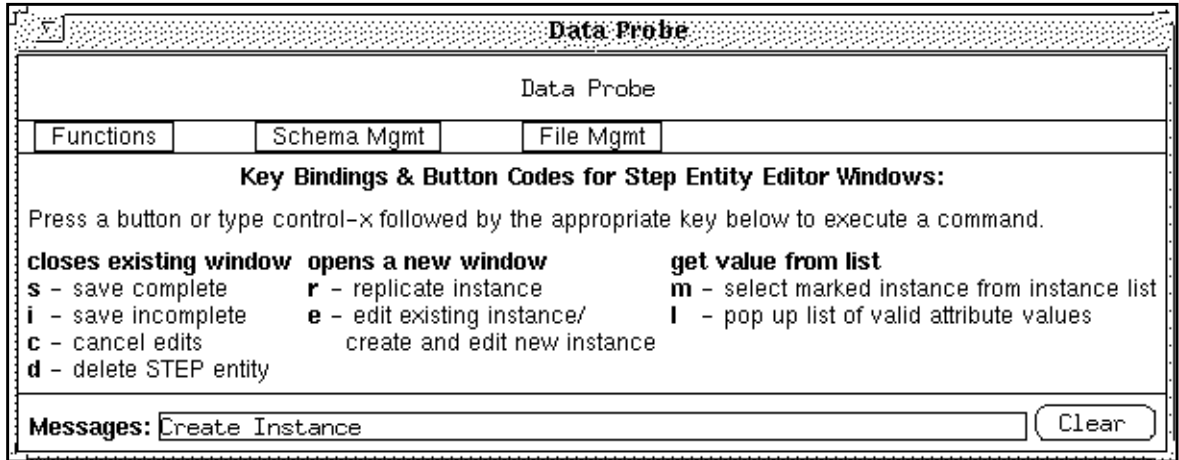 Data Probe
Data Probe
Functions Schema Mgmt File Mgmt
Key Bindings & Button Codes for Step Entity Editor Windows:
Press a button or type control-x followed by the appropriate key below to execute a command.
closes existing window opens a new window get value from list
s - save complete r - replicate instance m - select marked instance from instance list
i - save incomplete e - edit existing instance/ l - pop up list of valid attribute values
c - cancel edits create and edit new instance
d - delete STEP entity
Messages: Create Instance Clear